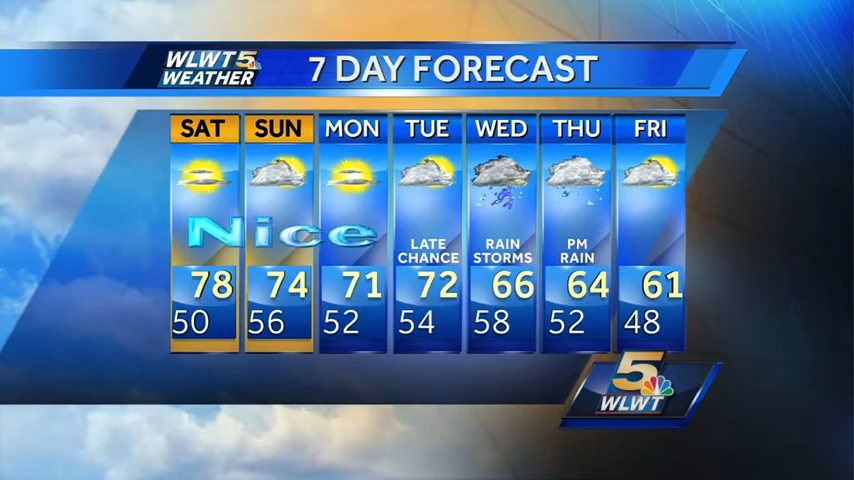 WLWT 5
WEATHER
7 DAY FORECAST
SAT SUN MON TUE WED THU FRI
Nice
LATE CHANCE RAIN STORMS PM RAIN
78 74 71 72 66 64 61
50 56 52 54 58 52 48
5
WLWT